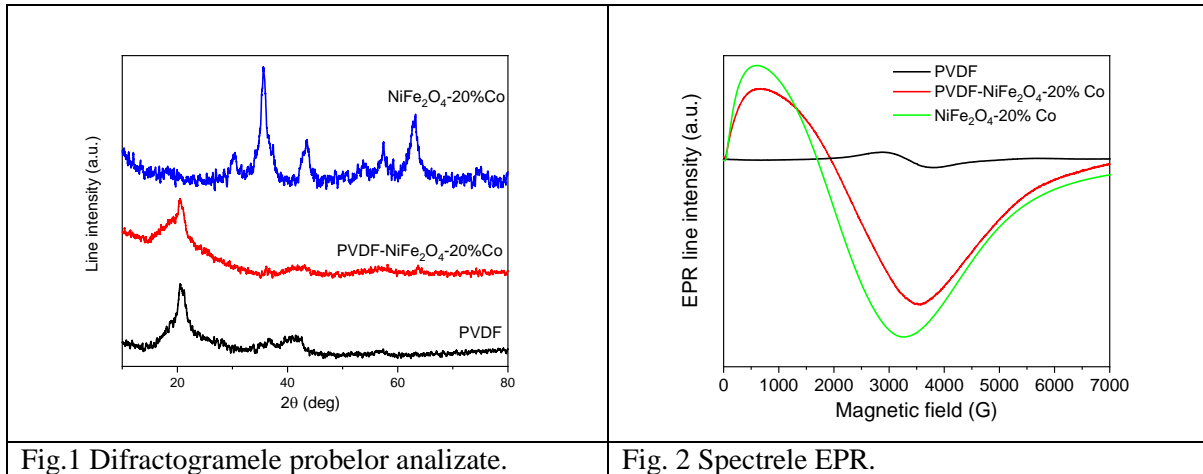 Line intensity (a.u.)
NiFe₂O₄-20%Co
PVDF-NiFe₂O₄-20%Co
PVDF
20 40 60 80
2θ (deg)
EPR line intensity (a.u.)
PVDF
PVDF-NiFe₂O₄-20% Co
NiFe₂O₄-20% Co
0 1000 2000 3000 4000 5000 6000 7000
Magnetic field (G)
Fig.1 Difractogramele probelor analizate.
Fig. 2 Spectrele EPR.